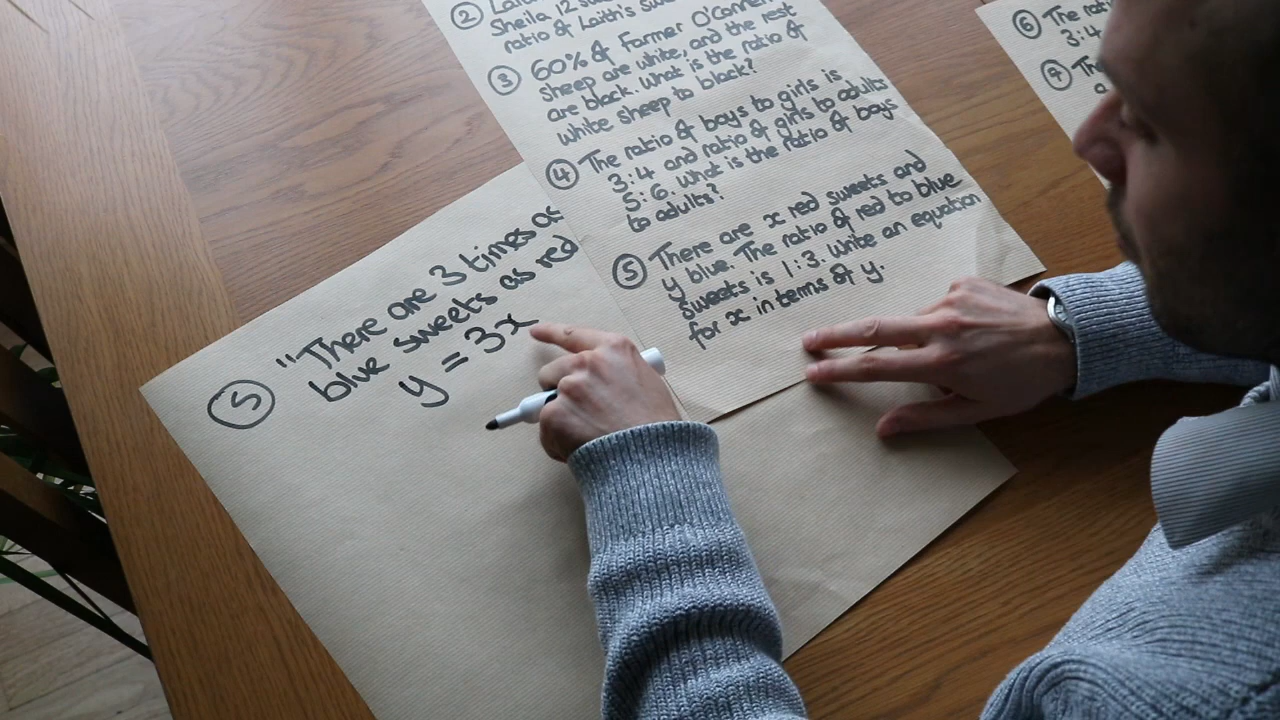 ②
Sheila 12
ratio of Laith's
③ 60% of Farmer O'Conner
sheep are white, and the rest
are black. What is the ratio of
white sheep to black?
④ The ratio of boys to girls is
3:4 and ratio of girls to adults
5:6. What is the ratio of boys
to adults?
⑤ There are x red sweets and
y blue. The ratio of red to blue
sweets is 1:3. Write an equation
for x in terms of y.
⑤ "There are 3 times as
blue sweets as red
y = 3x
⑥ The rati
3:4
⑦ Th
a